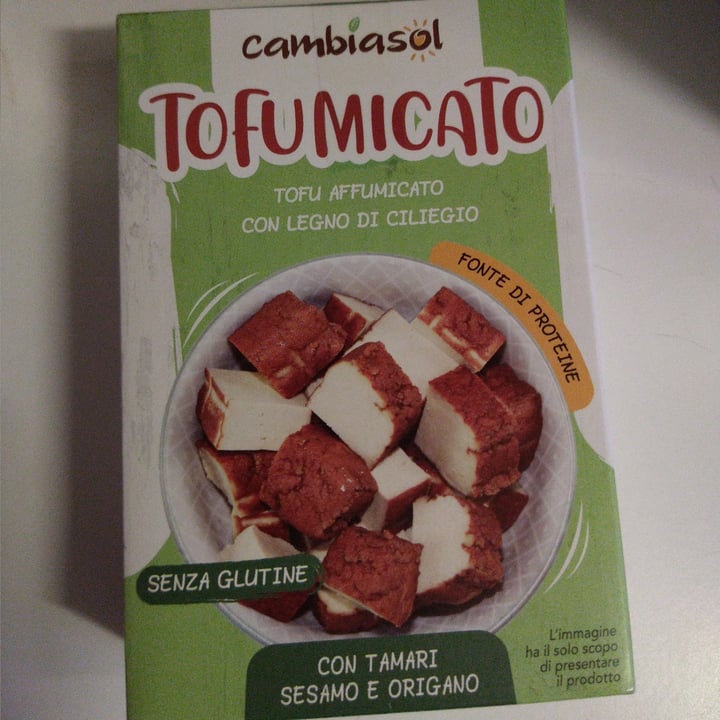 cambiasol
TOFUMICATO
TOFU AFFUMICATO
CON LEGNO DI CILIEGIO
FONTE DI PROTEINE
SENZA GLUTINE
CON TAMARI
SESAMO E ORIGANO
L'immagine
ha il solo scopo
di presentare
il prodotto